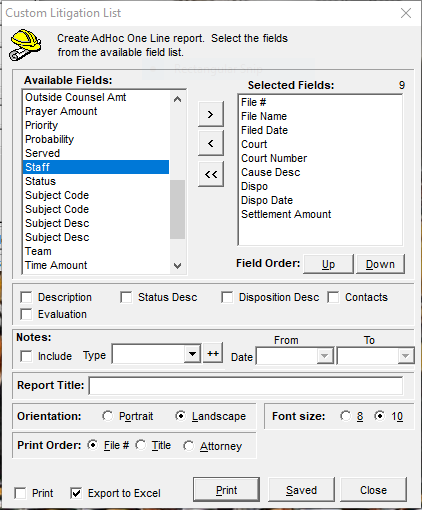 Custom Litigation List
Create AdHoc One Line report. Select the fields
from the available field list.
Available Fields:
Outside Counsel Amt
Prayer Amount
Priority
Probability
Served
Staff
Status
Subject Code
Subject Code
Subject Desc
Subject Desc
Team
Time Amount
>
<
<<
Selected Fields: 9
File #
File Name
Filed Date
Court
Court Number
Cause Desc
Dispo
Dispo Date
Settlement Amount
Field Order: Up Down
Description Status Desc Disposition Desc Contacts
Evaluation
Notes: From To
Include Type ++ Date
Report Title:
Orientation: Portrait Landscape Font size: 8 10
Print Order: File # Title Attorney
Print Export to Excel Print Saved Close